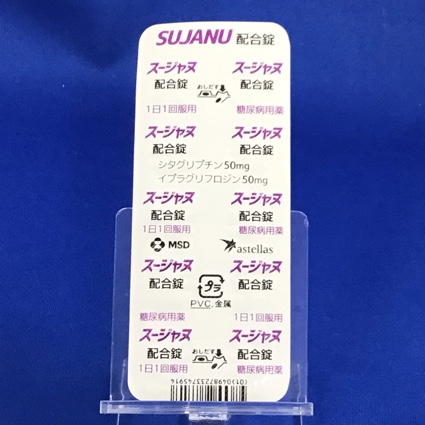 SUJANU 配合錠
スージャヌ スージャヌ
配合錠 おしだす 配合錠
1日1回服用 糖尿病用薬
スージャヌ スージャヌ
配合錠 配合錠
シタグリプチン50mg
イプラグリフロジン50mg
スージャヌ スージャヌ
配合錠 配合錠
1日1回服用 糖尿病用薬
MSD astellas
スージャヌ スージャヌ
配合錠 プラ 配合錠
PVC,金属
糖尿病用薬 1日1回服用
スージャヌ スージャヌ
配合錠 おしだす 配合錠
1日1回服用 糖尿病用薬
(01)04987233745914